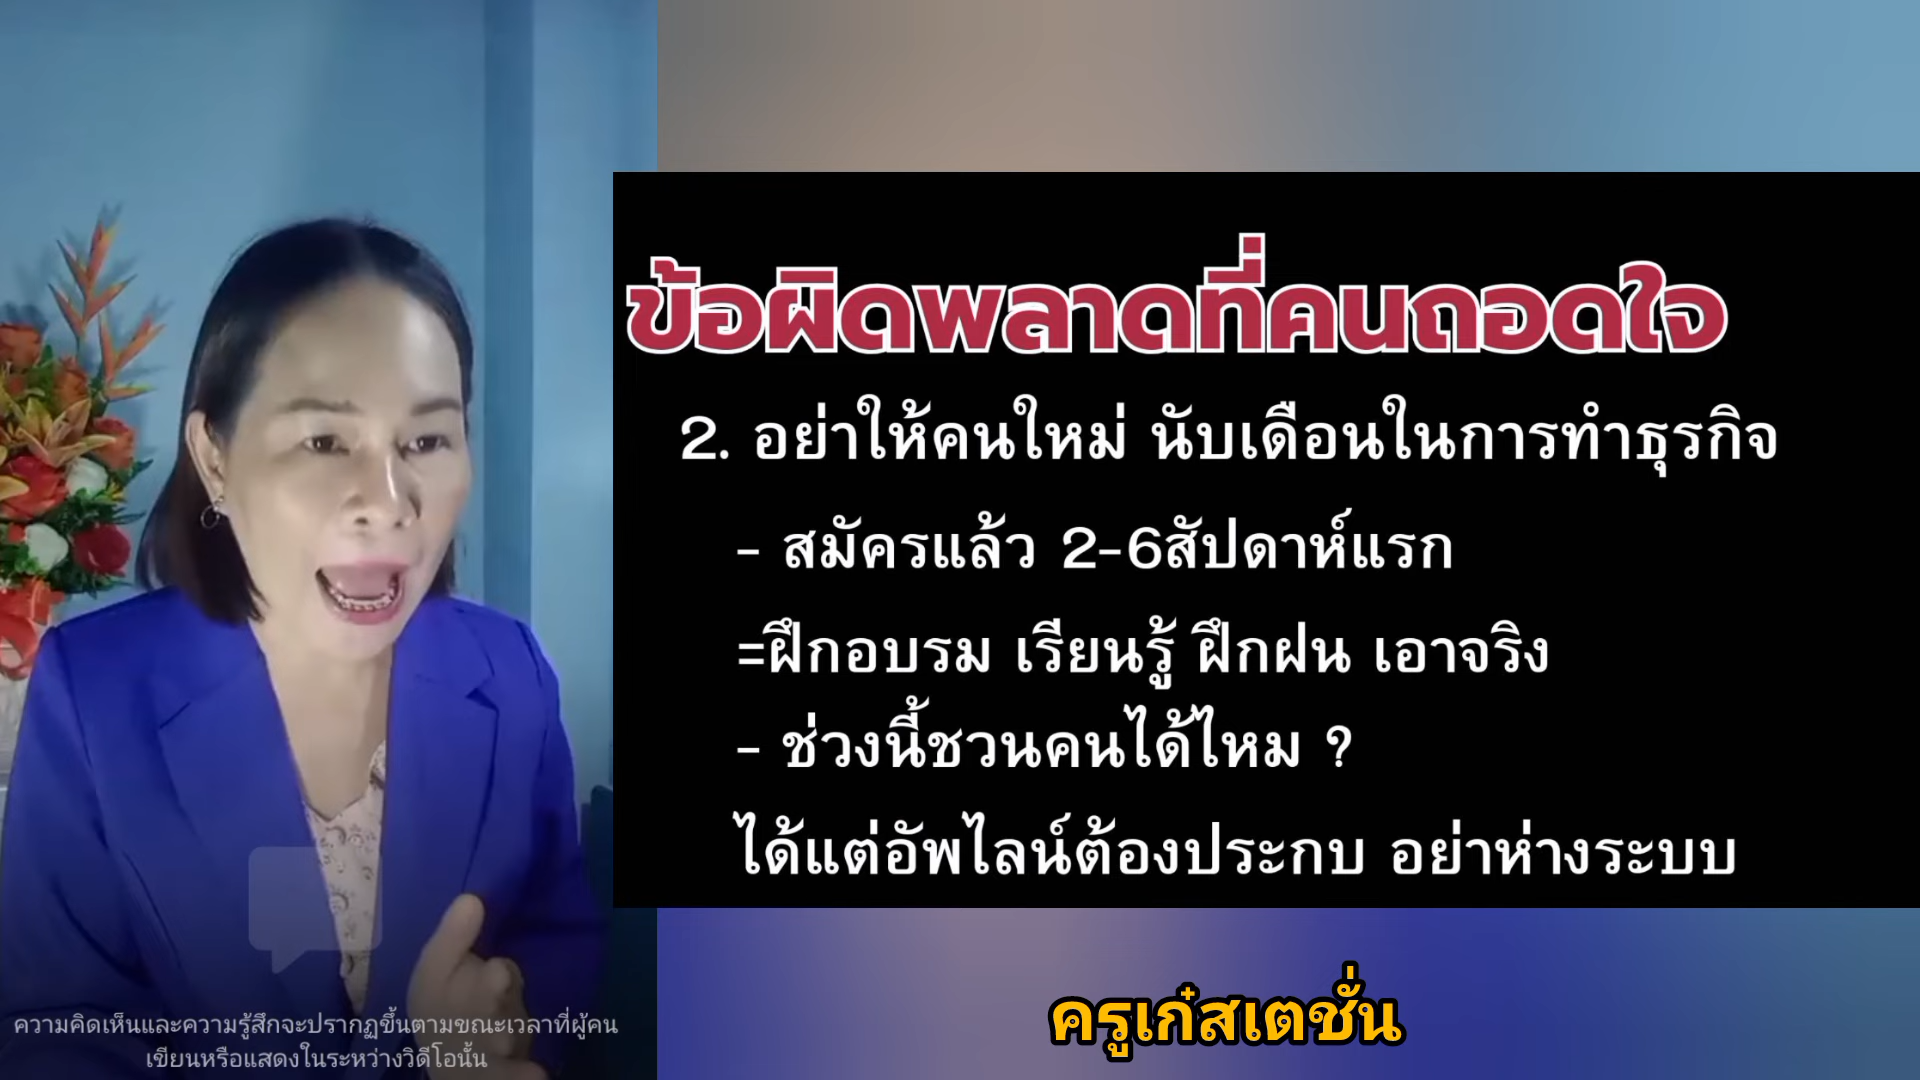 ข้อผิดพลาดที่คนถอดใจ
2. อย่าให้คนใหม่ นับเดือนในการทำธุรกิจ
- สมัครแล้ว 2-6สัปดาห์แรก
=ฝึกอบรม เรียนรู้ ฝึกฝน เอาจริง
- ช่วงนี้ชวนคนได้ไหม ?
ได้แต่อัพไลน์ต้องประกบ อย่าห่างระบบ
ความคิดเห็นและความรู้สึกจะปรากฏขึ้นตามขณะเวลาที่ผู้คน
เขียนหรือแสดงในระหว่างวิดีโอนั้น
ครูเก๋สเตชั่น